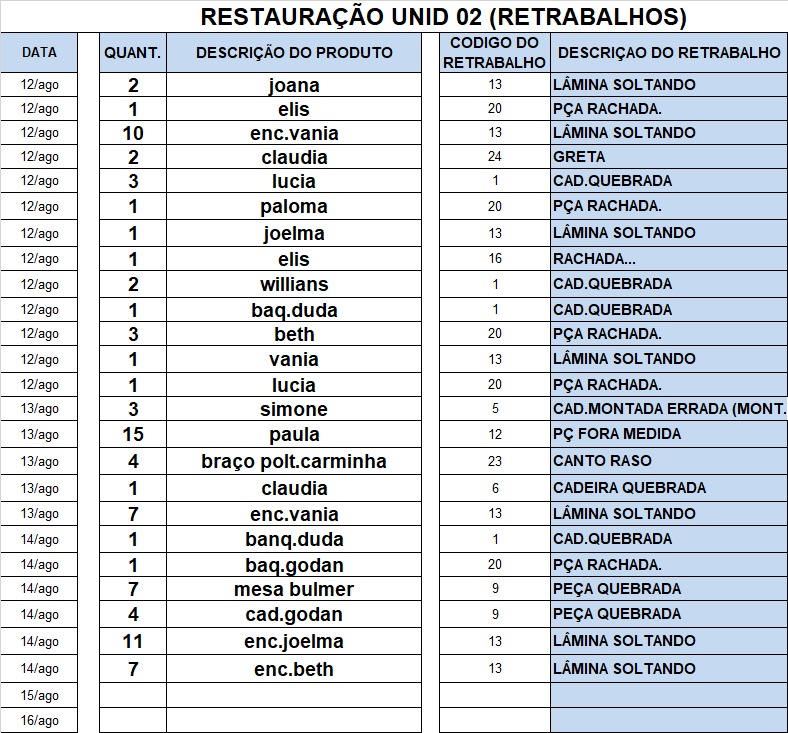 RESTAURAÇÃO UNID 02 (RETRABALHOS)
DATA QUANT. DESCRIÇÃO DO PRODUTO CODIGO DO RETRABALHO DESCRIÇAO DO RETRABALHO
12/ago 2 joana 13 LÂMINA SOLTANDO
12/ago 1 elis 20 PÇA RACHADA.
12/ago 10 enc.vania 13 LÂMINA SOLTANDO
12/ago 2 claudia 24 GRETA
12/ago 3 lucia 1 CAD.QUEBRADA
12/ago 1 paloma 20 PÇA RACHADA.
12/ago 1 joelma 13 LÂMINA SOLTANDO
12/ago 1 elis 16 RACHADA...
12/ago 2 willians 1 CAD.QUEBRADA
12/ago 1 baq.duda 1 CAD.QUEBRADA
12/ago 3 beth 20 PÇA RACHADA.
12/ago 1 vania 13 LÂMINA SOLTANDO
12/ago 1 lucia 20 PÇA RACHADA.
13/ago 3 simone 5 CAD.MONTADA ERRADA (MONT.
13/ago 15 paula 12 PÇ FORA MEDIDA
13/ago 4 braço polt.carminha 23 CANTO RASO
13/ago 1 claudia 6 CADEIRA QUEBRADA
13/ago 7 enc.vania 13 LÂMINA SOLTANDO
14/ago 1 banq.duda 1 CAD.QUEBRADA
14/ago 1 baq.godan 20 PÇA RACHADA.
14/ago 7 mesa bulmer 9 PEÇA QUEBRADA
14/ago 4 cad.godan 9 PEÇA QUEBRADA
14/ago 11 enc.joelma 13 LÂMINA SOLTANDO
14/ago 7 enc.beth 13 LÂMINA SOLTANDO
15/ago
16/ago